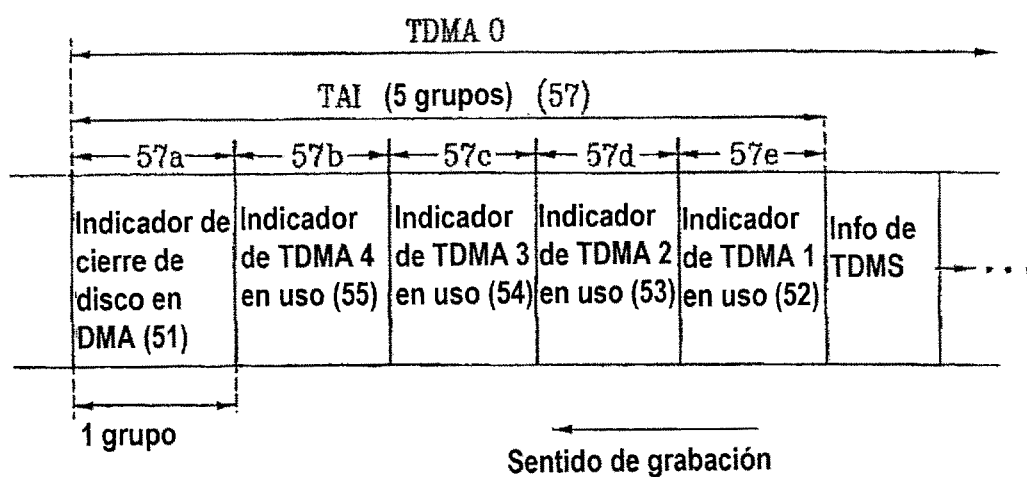 TDMA 0
TAI (5 grupos) (57)
57a 57b 57c 57d 57e
Indicador de cierre de disco en DMA (51)
Indicador de TDMA 4 en uso (55)
Indicador de TDMA 3 en uso (54)
Indicador de TDMA 2 en uso (53)
Indicador de TDMA 1 en uso (52)
Info de TDMS
1 grupo
Sentido de grabación